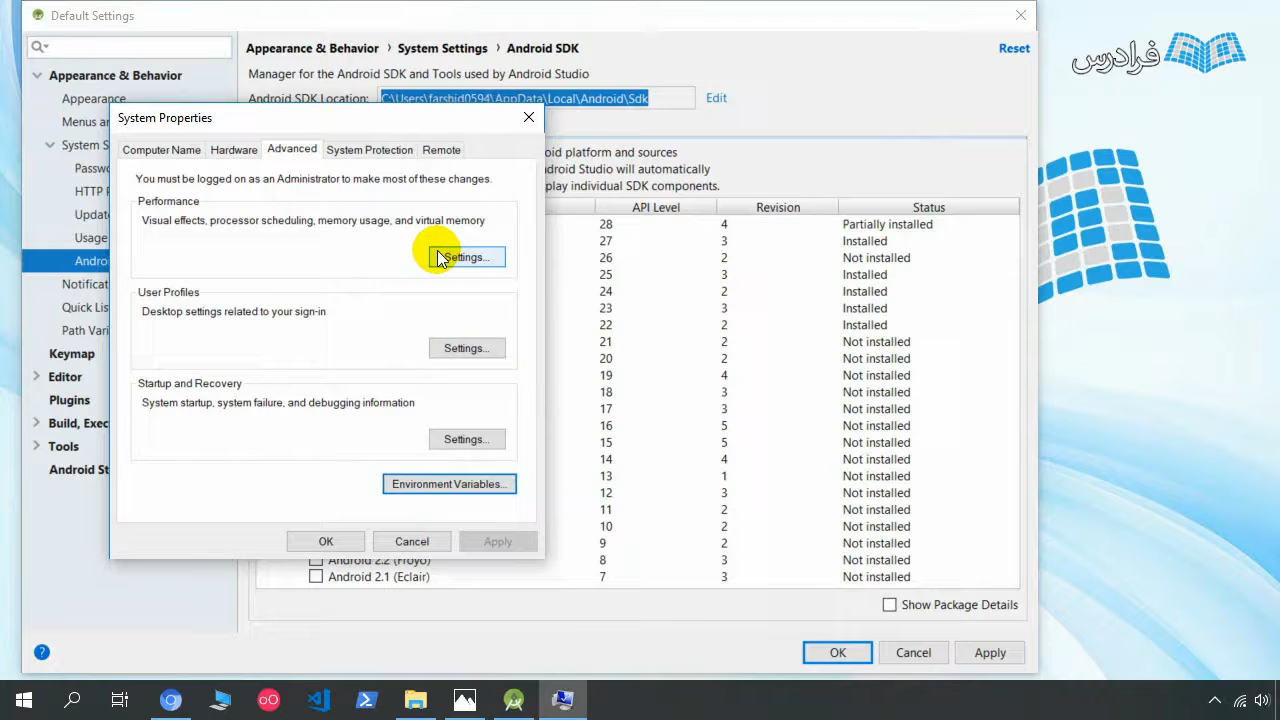 Default Settings
Appearance & Behavior › System Settings › Android SDK
Reset
فرادرس
Manager for the Android SDK and Tools used by Android Studio
Android SDK Location: C:\Users\farshid0594\AppData\Local\Android\Sdk Edit
Appearance & Behavior
Appearance
Menus an
System S
Passwo
HTTP P
Update
Usage
Androi
Notificat
Quick Lis
Path Vari
Keymap
Editor
Plugins
Build, Exec
Tools
Android St
System Properties
Computer Name Hardware Advanced System Protection Remote
You must be logged on as an Administrator to make most of these changes.
Performance
Visual effects, processor scheduling, memory usage, and virtual memory
Settings...
User Profiles
Desktop settings related to your sign-in
Settings...
Startup and Recovery
System startup, system failure, and debugging information
Settings...
Environment Variables...
OK Cancel Apply
oid platform and sources
droid Studio will automatically
play individual SDK components.
API Level Revision Status
28 4 Partially installed
27 3 Installed
26 2 Not installed
25 3 Installed
24 2 Installed
23 3 Installed
22 2 Installed
21 2 Not installed
20 2 Not installed
19 4 Not installed
18 3 Not installed
17 3 Not installed
16 5 Not installed
15 5 Not installed
14 4 Not installed
13 1 Not installed
12 3 Not installed
11 2 Not installed
10 2 Not installed
9 2 Not installed
Android 2.2 (Froyo) 8 3 Not installed
Android 2.1 (Eclair) 7 3 Not installed
Show Package Details
? OK Cancel Apply